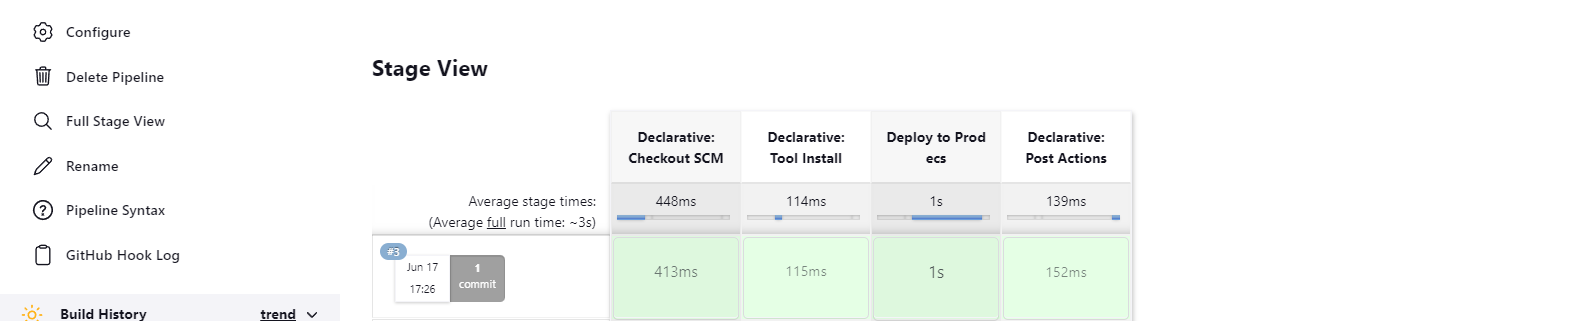 Configure
Delete Pipeline
Full Stage View
Rename
Pipeline Syntax
GitHub Hook Log
Build History
trend
Stage View
Declarative:
Checkout SCM
Declarative:
Tool Install
Deploy to Prod
ecs
Declarative:
Post Actions
Average stage times:
(Average full run time: ~3s)
448ms
114ms
1s
139ms
#3
Jun 17
17:26
1
commit
413ms
115ms
1s
152ms